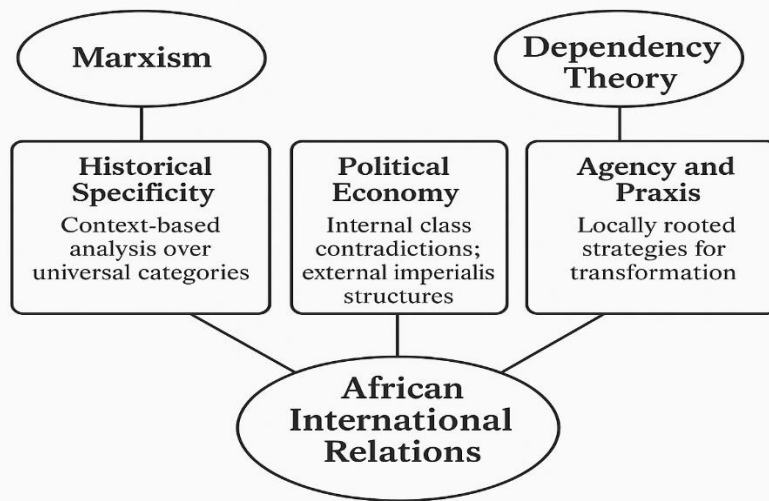 Marxism
Dependency
Theory
Historical
Specificity
Context-based
analysis over
universal categories
Political
Economy
Internal class
contradictions;
external imperialis
structures
Agency and
Praxis
Locally rooted
strategies for
transformation
African
International
Relations